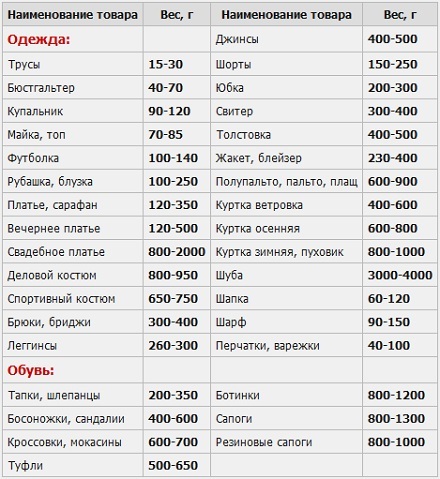 Наименование товара Вес, г Наименование товара Вес, г
Одежда: Джинсы 400-500
Трусы 15-30 Шорты 150-250
Бюстгальтер 40-70 Юбка 200-300
Купальник 90-120 Свитер 300-400
Майка, топ 70-85 Толстовка 400-500
Футболка 100-140 Жакет, блейзер 230-400
Рубашка, блузка 100-250 Полупальто, пальто, плащ 600-900
Платье, сарафан 120-350 Куртка ветровка 400-600
Вечернее платье 120-500 Куртка осенняя 600-800
Свадебное платье 800-2000 Куртка зимняя, пуховик 800-1000
Деловой костюм 800-950 Шуба 3000-4000
Спортивный костюм 650-750 Шапка 60-120
Брюки, бриджи 300-400 Шарф 90-150
Леггинсы 260-300 Перчатки, варежки 40-100
Обувь:
Тапки, шлепанцы 200-350 Ботинки 800-1200
Босоножки, сандалии 400-600 Сапоги 800-1300
Кроссовки, мокасины 600-700 Резиновые сапоги 800-1000
Туфли 500-650